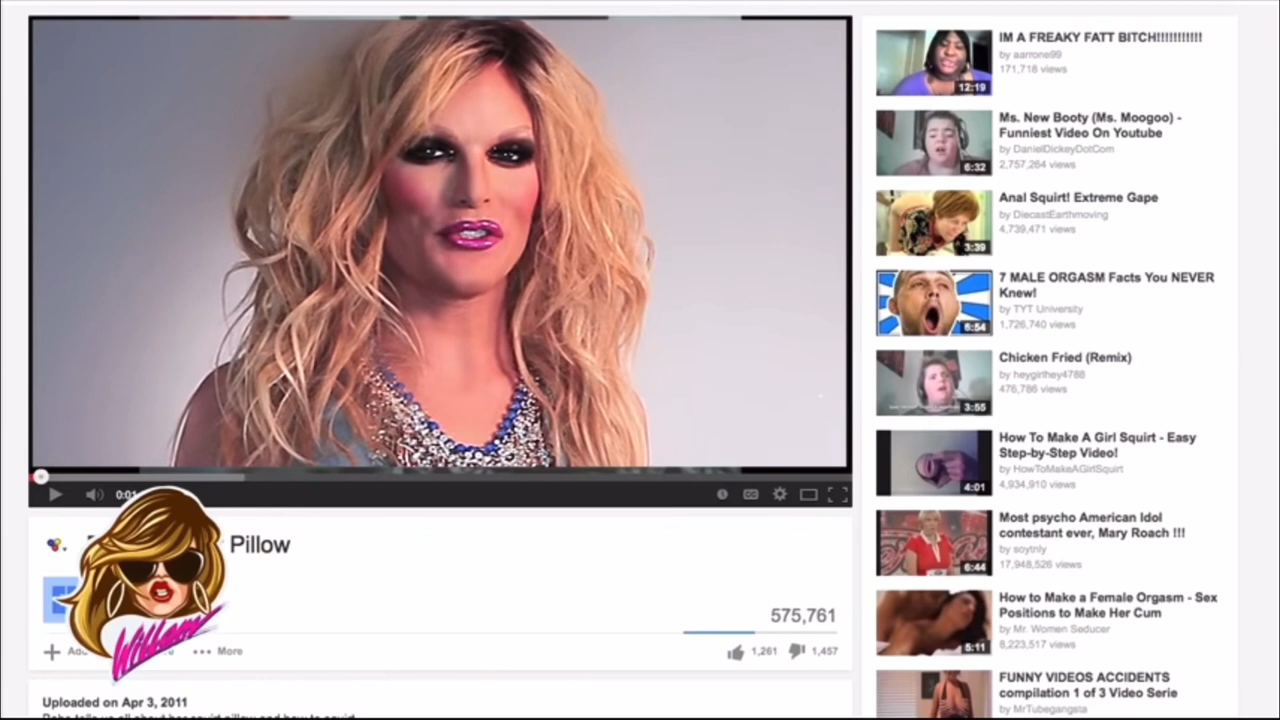 0:01
Pillow
Willam
575,761
Add
More
1,261
1,457
Uploaded on Apr 3, 2011
IM A FREAKY FATT BITCH!!!!!!!!!!!
by aarrone99
171,718 views
12:19
Ms. New Booty (Ms. Moogoo) -
Funniest Video On Youtube
by DanielDickeyDotCom
2,757,264 views
6:32
Anal Squirt! Extreme Gape
by DiecastEarthmoving
4,739,471 views
3:39
7 MALE ORGASM Facts You NEVER
Knew!
by TYT University
1,726,740 views
6:54
Chicken Fried (Remix)
by heygirlhey4788
476,786 views
3:55
How To Make A Girl Squirt - Easy
Step-by-Step Video!
by HowToMakeAGirlSquirt
4,934,910 views
4:01
Most psycho American Idol
contestant ever, Mary Roach !!!
by soytnly
17,948,526 views
6:44
How to Make a Female Orgasm - Sex
Positions to Make Her Cum
by Mr. Women Seducer
8,223,517 views
5:11
FUNNY VIDEOS ACCIDENTS
compilation 1 of 3 Video Serie
by MrTubegangsta